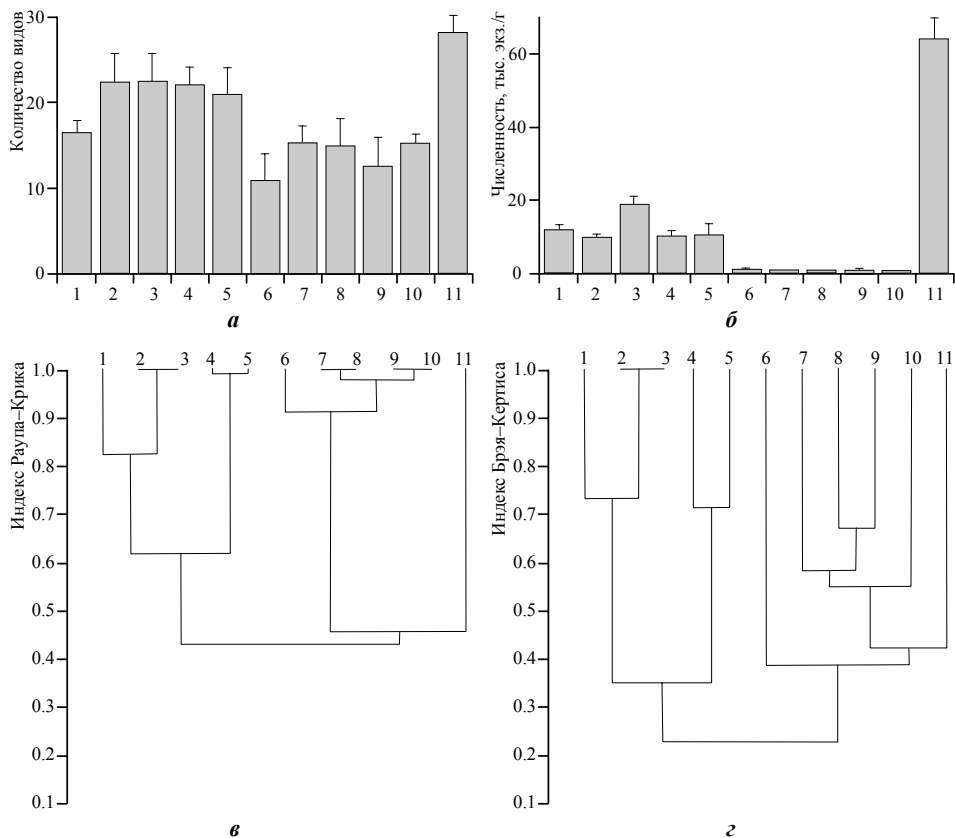 Количество видов
30
20
10
0
1 2 3 4 5 6 7 8 9 10 11
а
Численность, тыс. экз./г
60
40
20
0
1 2 3 4 5 6 7 8 9 10 11
б
Индекс Раупа–Крика
1 2 3 4 5 6 7 8 9 10 11
1.0
0.9
0.8
0.7
0.6
0.5
0.4
0.3
0.2
0.1
в
Индекс Брэя–Кертиса
1 2 3 4 5 6 7 8 9 10 11
1.0
0.9
0.8
0.7
0.6
0.5
0.4
0.3
0.2
0.1
г